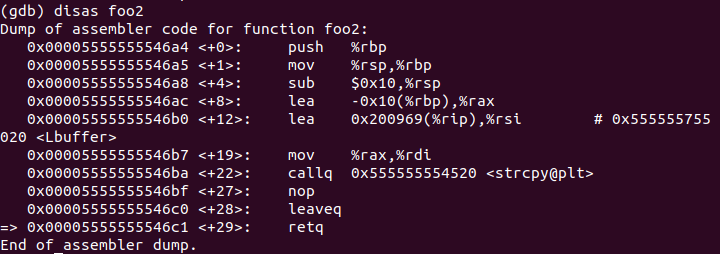 (gdb) disas foo2
Dump of assembler code for function foo2:
   0x00005555555546a4 <+0>:     push   %rbp
   0x00005555555546a5 <+1>:     mov    %rsp,%rbp
   0x00005555555546a8 <+4>:     sub    $0x10,%rsp
   0x00005555555546ac <+8>:     lea    -0x10(%rbp),%rax
   0x00005555555546b0 <+12>:    lea    0x200969(%rip),%rsi        # 0x555555755
020 <Lbuffer>
   0x00005555555546b7 <+19>:    mov    %rax,%rdi
   0x00005555555546ba <+22>:    callq  0x555555554520 <strcpy@plt>
   0x00005555555546bf <+27>:    nop
   0x00005555555546c0 <+28>:    leaveq
=> 0x00005555555546c1 <+29>:    retq
End of assembler dump.